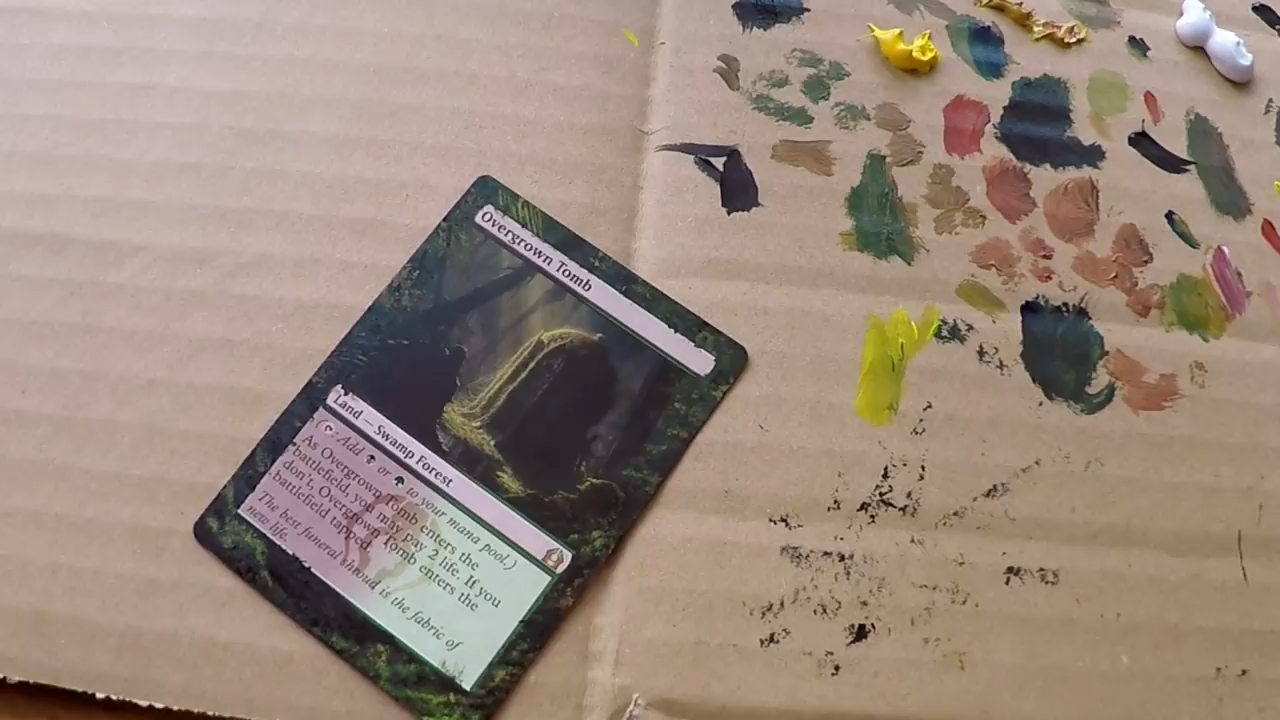 Overgrown Tomb
Land — Swamp Forest
( : Add or to your mana pool.)
As Overgrown Tomb enters the
battlefield, you may pay 2 life. If you
don't, Overgrown Tomb enters the
battlefield tapped
The best funeral shroud is the fabric of
new life.